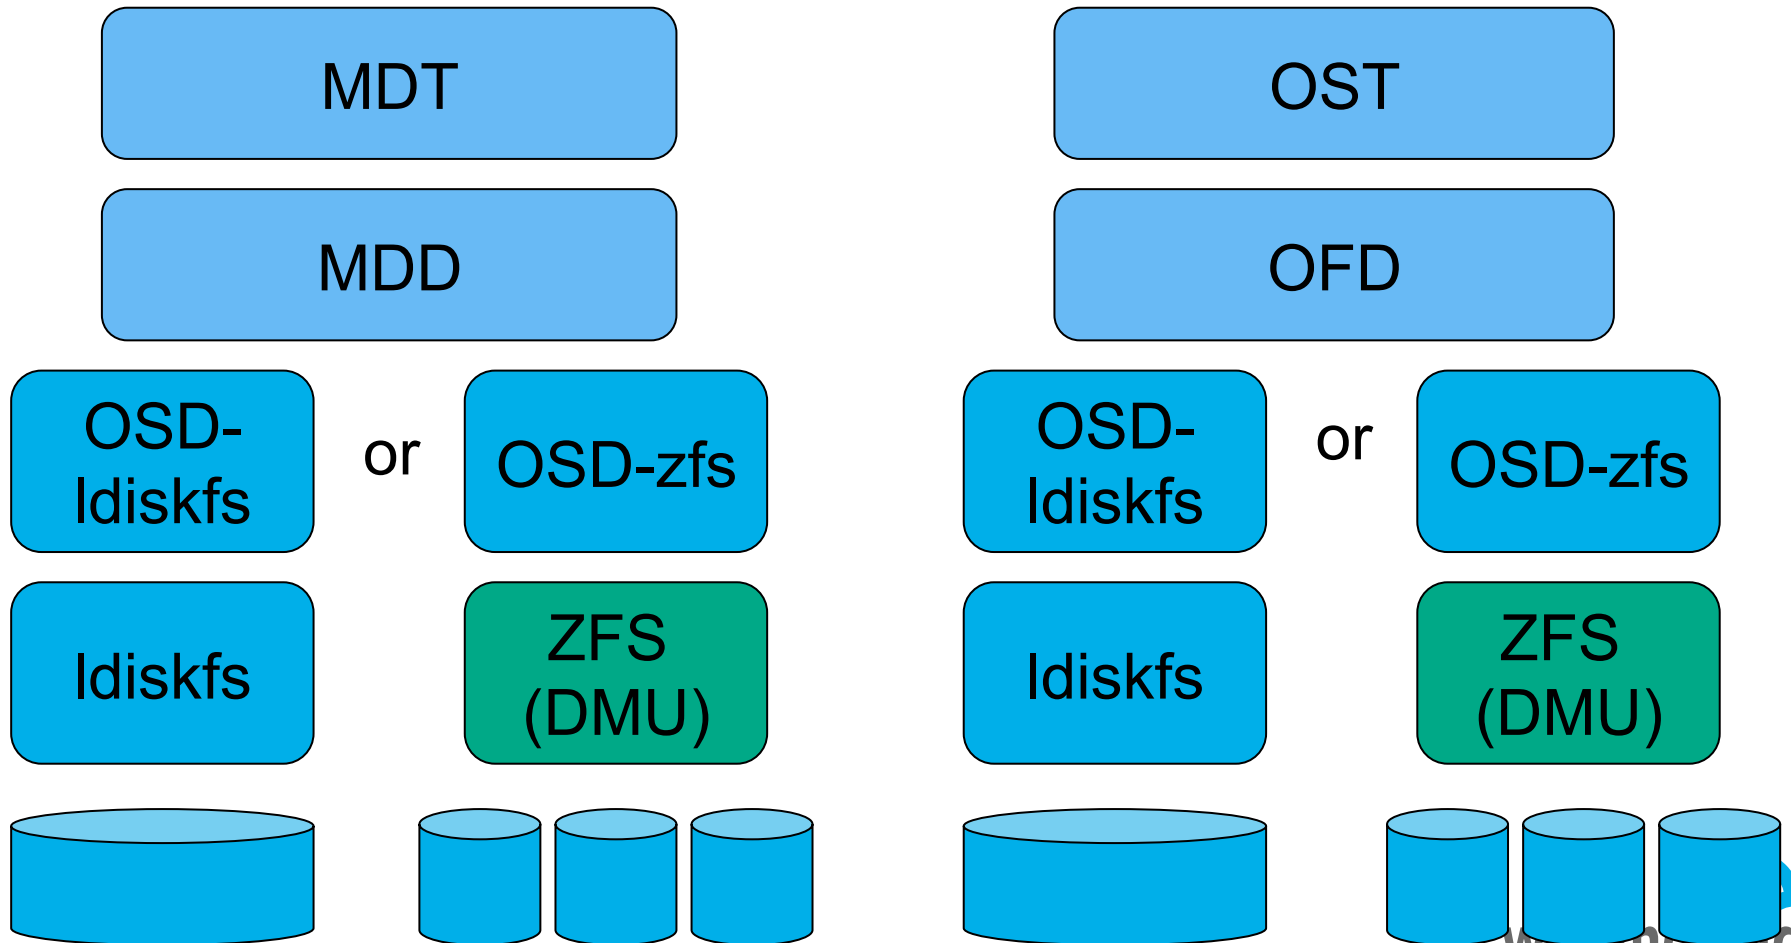 MDT
MDD
OSD-
ldiskfs
or
OSD-zfs
ldiskfs
ZFS
(DMU)
OST
OFD
OSD-
ldiskfs
or
OSD-zfs
ldiskfs
ZFS
(DMU)